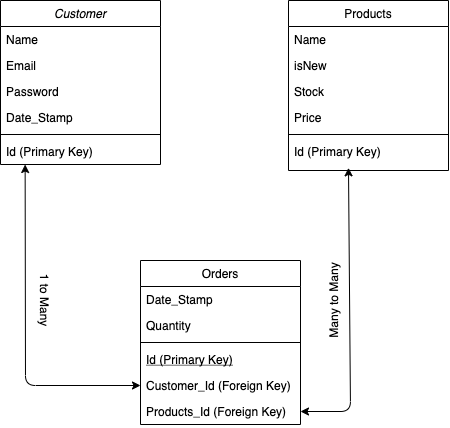 Customer
Name
Email
Password
Date_Stamp
Id (Primary Key)
Products
Name
isNew
Stock
Price
Id (Primary Key)
1 to Many
Many to Many
Orders
Date_Stamp
Quantity
Id (Primary Key)
Customer_Id (Foreign Key)
Products_Id (Foreign Key)